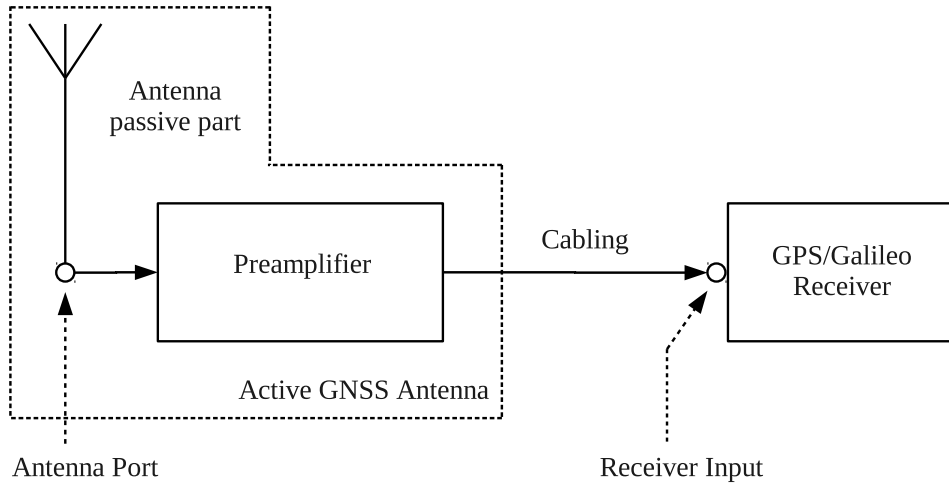 Antenna
passive part
Preamplifier
Cabling
GPS/Galileo
Receiver
Active GNSS Antenna
Antenna Port
Receiver Input